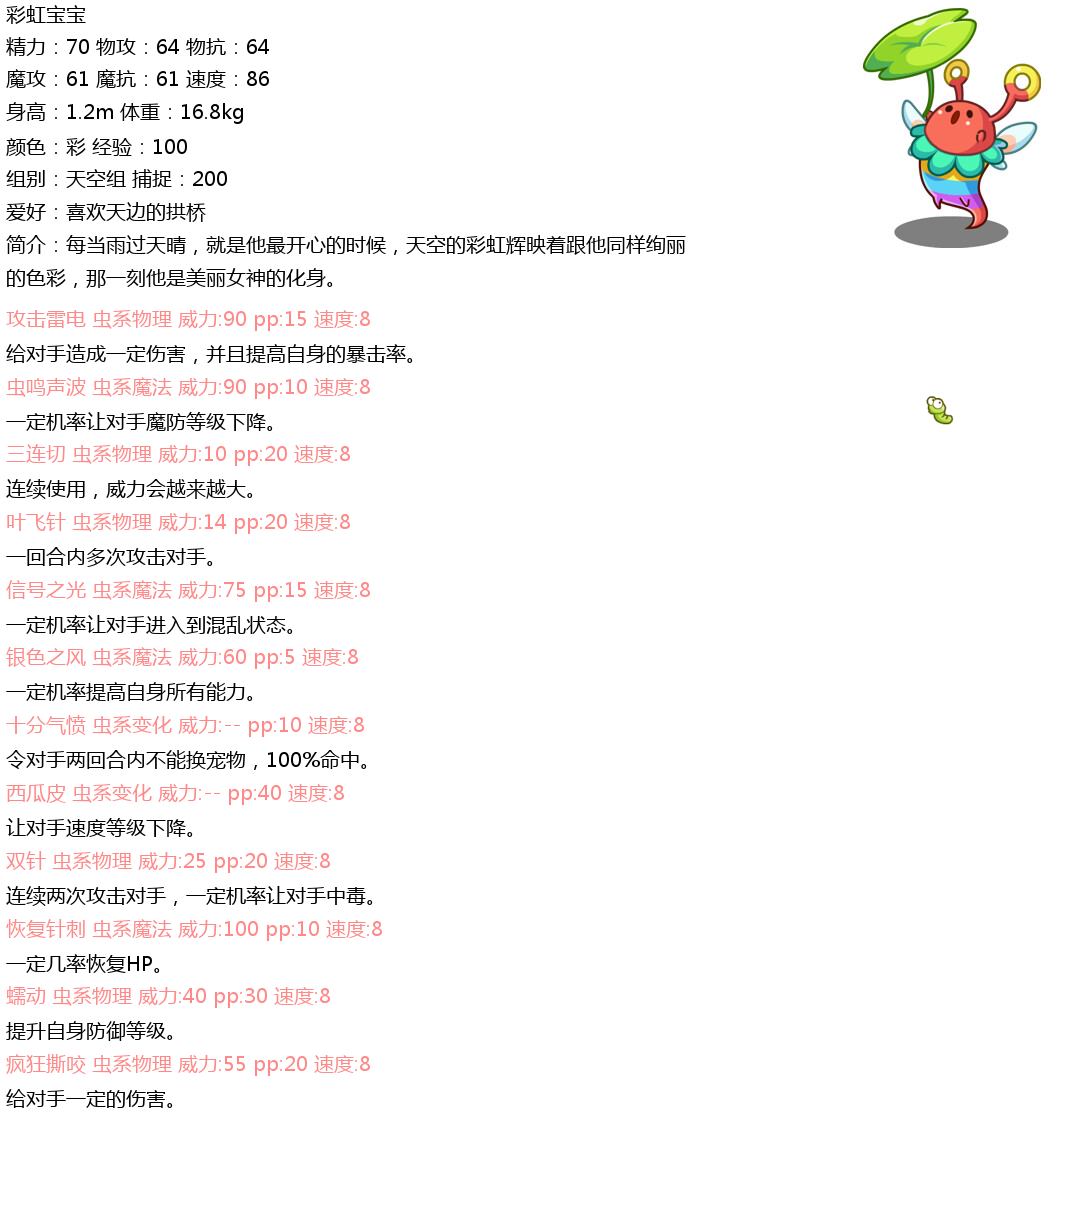 彩虹宝宝
精力：70 物攻：64 物抗：64
魔攻：61 魔抗：61 速度：86
身高：1.2m 体重：16.8kg
颜色：彩 经验：100
组别：天空组 捕捉：200
爱好：喜欢天边的拱桥
简介：每当雨过天晴，就是他最开心的时候，天空的彩虹辉映着跟他同样绚丽
的色彩，那一刻他是美丽女神的化身。
攻击雷电 虫系物理 威力:90 pp:15 速度:8
给对手造成一定伤害，并且提高自身的暴击率。
虫鸣声波 虫系魔法 威力:90 pp:10 速度:8
一定机率让对手魔防等级下降。
三连切 虫系物理 威力:10 pp:20 速度:8
连续使用，威力会越来越大。
叶飞针 虫系物理 威力:14 pp:20 速度:8
一回合内多次攻击对手。
信号之光 虫系魔法 威力:75 pp:15 速度:8
一定机率让对手进入到混乱状态。
银色之风 虫系魔法 威力:60 pp:5 速度:8
一定机率提高自身所有能力。
十分气愤 虫系变化 威力:-- pp:10 速度:8
令对手两回合内不能换宠物，100%命中。
西瓜皮 虫系变化 威力:-- pp:40 速度:8
让对手速度等级下降。
双针 虫系物理 威力:25 pp:20 速度:8
连续两次攻击对手，一定机率让对手中毒。
恢复针刺 虫系魔法 威力:100 pp:10 速度:8
一定几率恢复HP。
蠕动 虫系物理 威力:40 pp:30 速度:8
提升自身防御等级。
疯狂撕咬 虫系物理 威力:55 pp:20 速度:8
给对手一定的伤害。